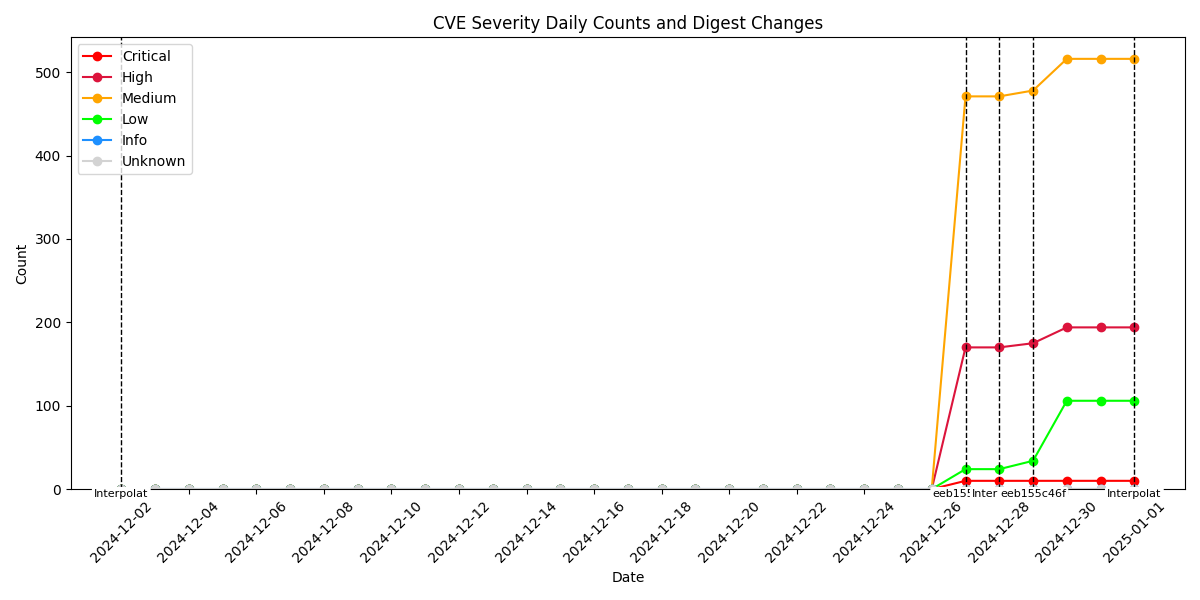 CVE Severity Daily Counts and Digest Changes
Critical
High
Medium
Low
Info
Unknown
Count
500
400
300
200
100
0
Interpolat
eeb15
Inter
eeb155c46f
Interpolat
2024-12-02
2024-12-04
2024-12-06
2024-12-08
2024-12-10
2024-12-12
2024-12-14
2024-12-16
2024-12-18
2024-12-20
2024-12-22
2024-12-24
2024-12-26
2024-12-28
2024-12-30
2025-01-01
Date